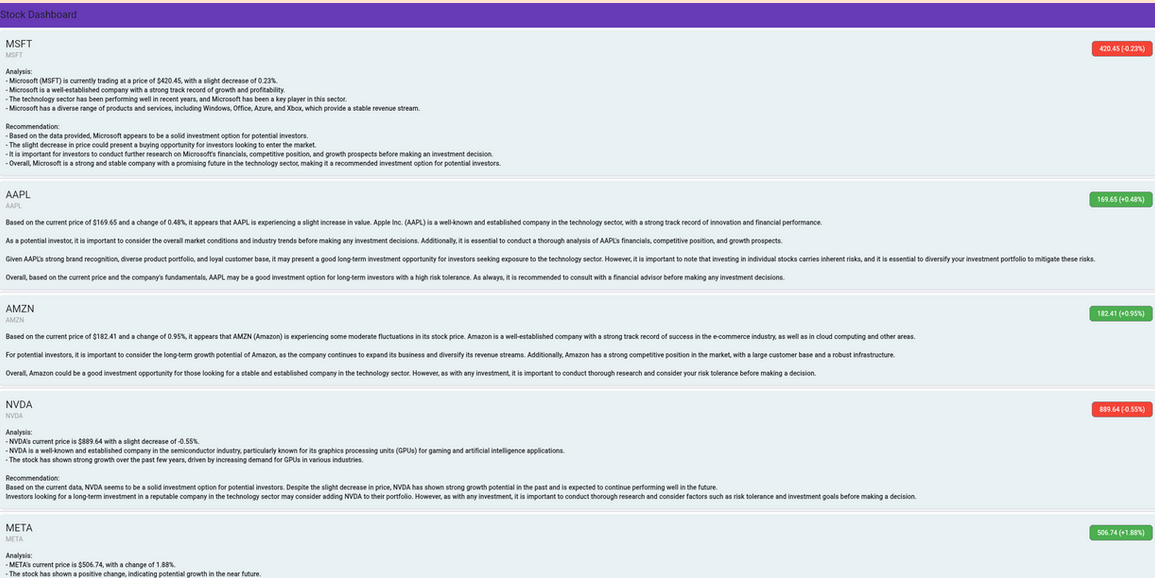 Stock Dashboard
MSFT
MSFT
420.45 (-0.23%)
Analysis:
- Microsoft (MSFT) is currently trading at a price of $420.45, with a slight decrease of 0.23%.
- Microsoft is a well-established company with a strong track record of growth and profitability.
- The technology sector has been performing well in recent years, and Microsoft has been a key player in this sector.
- Microsoft has a diverse range of products and services, including Windows, Office, Azure, and Xbox, which provide a stable revenue stream.
Recommendation:
- Based on the data provided, Microsoft appears to be a solid investment option for potential investors.
- The slight decrease in price could present a buying opportunity for investors looking to enter the market.
- It is important for investors to conduct further research on Microsoft's financials, competitive position, and growth prospects before making an investment decision.
- Overall, Microsoft is a strong and stable company with a promising future in the technology sector, making it a recommended investment option for potential investors.
AAPL
AAPL
169.65 (+0.48%)
Based on the current price of $169.65 and a change of 0.48%, it appears that AAPL is experiencing a slight increase in value. Apple Inc. (AAPL) is a well-known and established company in the technology sector, with a strong track record of innovation and financial performance.
As a potential investor, it is important to consider the overall market conditions and industry trends before making any investment decisions. Additionally, it is essential to conduct a thorough analysis of AAPL's financials, competitive position, and growth prospects.
Given AAPL's strong brand recognition, diverse product portfolio, and loyal customer base, it may present a good long-term investment opportunity for investors seeking exposure to the technology sector. However, it is important to note that investing in individual stocks carries inherent risks, and it is essential to diversify your investment portfolio to mitigate these risks.
Overall, based on the current price and the company's fundamentals, AAPL may be a good investment option for long-term investors with a high risk tolerance. As always, it is recommended to consult with a financial advisor before making any investment decisions.
AMZN
AMZN
182.41 (+0.95%)
Based on the current price of $182.41 and a change of 0.95%, it appears that AMZN (Amazon) is experiencing some moderate fluctuations in its stock price. Amazon is a well-established company with a strong track record of success in the e-commerce industry, as well as in cloud computing and other areas.
For potential investors, it is important to consider the long-term growth potential of Amazon, as the company continues to expand its business and diversify its revenue streams. Additionally, Amazon has a strong competitive position in the market, with a large customer base and a robust infrastructure.
Overall, Amazon could be a good investment opportunity for those looking for a stable and established company in the technology sector. However, as with any investment, it is important to conduct thorough research and consider your risk tolerance before making a decision.
NVDA
NVDA
889.64 (-0.55%)
Analysis:
- NVDA's current price is $889.64 with a slight decrease of -0.55%.
- NVDA is a well-known and established company in the semiconductor industry, particularly known for its graphics processing units (GPUs) for gaming and artificial intelligence applications.
- The stock has shown strong growth over the past few years, driven by increasing demand for GPUs in various industries.
Recommendation:
Based on the current data, NVDA seems to be a solid investment option for potential investors. Despite the slight decrease in price, NVDA has shown strong growth potential in the past and is expected to continue performing well in the future.
Investors looking for a long-term investment in a reputable company in the technology sector may consider adding NVDA to their portfolio. However, as with any investment, it is important to conduct thorough research and consider factors such as risk tolerance and investment goals before making a decision.
META
META
506.74 (+1.88%)
Analysis:
- META's current price is $506.74, with a change of 1.88%.
- The stock has shown a positive change, indicating potential growth in the near future.